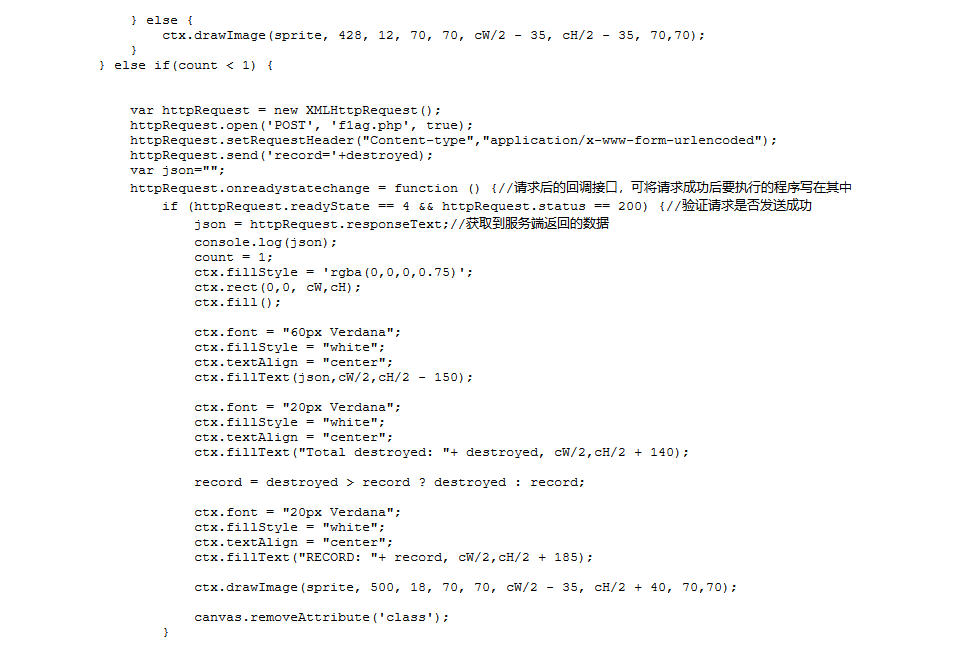 } else {
ctx.drawImage(sprite, 428, 12, 70, 70, cW/2 - 35, cH/2 - 35, 70,70);
}
} else if(count < 1) {
var httpRequest = new XMLHttpRequest();
httpRequest.open('POST', 'f1ag.php', true);
httpRequest.setRequestHeader("Content-type","application/x-www-form-urlencoded");
httpRequest.send('record='+destroyed);
var json="";
httpRequest.onreadystatechange = function () {//请求后的回调接口，可将请求成功后要执行的程序写在其中
if (httpRequest.readyState == 4 && httpRequest.status == 200) {//验证请求是否发送成功
json = httpRequest.responseText;//获取到服务端返回的数据
console.log(json);
count = 1;
ctx.fillStyle = 'rgba(0,0,0,0.75)';
ctx.rect(0,0, cW,cH);
ctx.fill();
ctx.font = "60px Verdana";
ctx.fillStyle = "white";
ctx.textAlign = "center";
ctx.fillText(json,cW/2,cH/2 - 150);
ctx.font = "20px Verdana";
ctx.fillStyle = "white";
ctx.textAlign = "center";
ctx.fillText("Total destroyed: "+ destroyed, cW/2,cH/2 + 140);
record = destroyed > record ? destroyed : record;
ctx.font = "20px Verdana";
ctx.fillStyle = "white";
ctx.textAlign = "center";
ctx.fillText("RECORD: "+ record, cW/2,cH/2 + 185);
ctx.drawImage(sprite, 500, 18, 70, 70, cW/2 - 35, cH/2 + 40, 70,70);
canvas.removeAttribute('class');
}